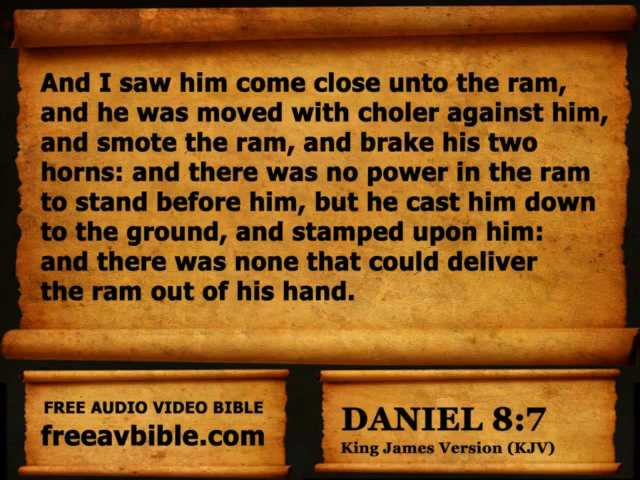 And I saw him come close unto the ram,
and he was moved with choler against him,
and smote the ram, and brake his two
horns: and there was no power in the ram
to stand before him, but he cast him down
to the ground, and stamped upon him:
and there was none that could deliver
the ram out of his hand.
FREE AUDIO VIDEO BIBLE
freeavbible.com
DANIEL 8:7
King James Version (KJV)